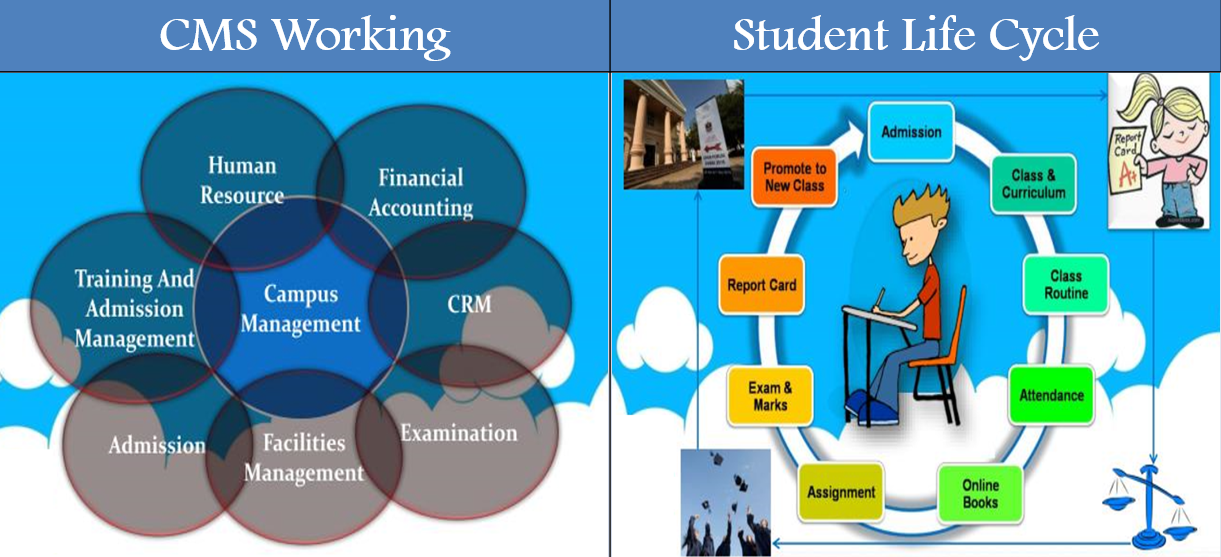 CMS Working
Human
Resource
Financial
Accounting
Training And
Admission
Management
Campus
Management
CRM
Admission
Facilities
Management
Examination
Student Life Cycle
Admission
Class &
Curriculum
Class
Routine
Attendance
Online
Books
Assignment
Exam &
Marks
Report Card
Promote to
New Class
Report
Card
A+